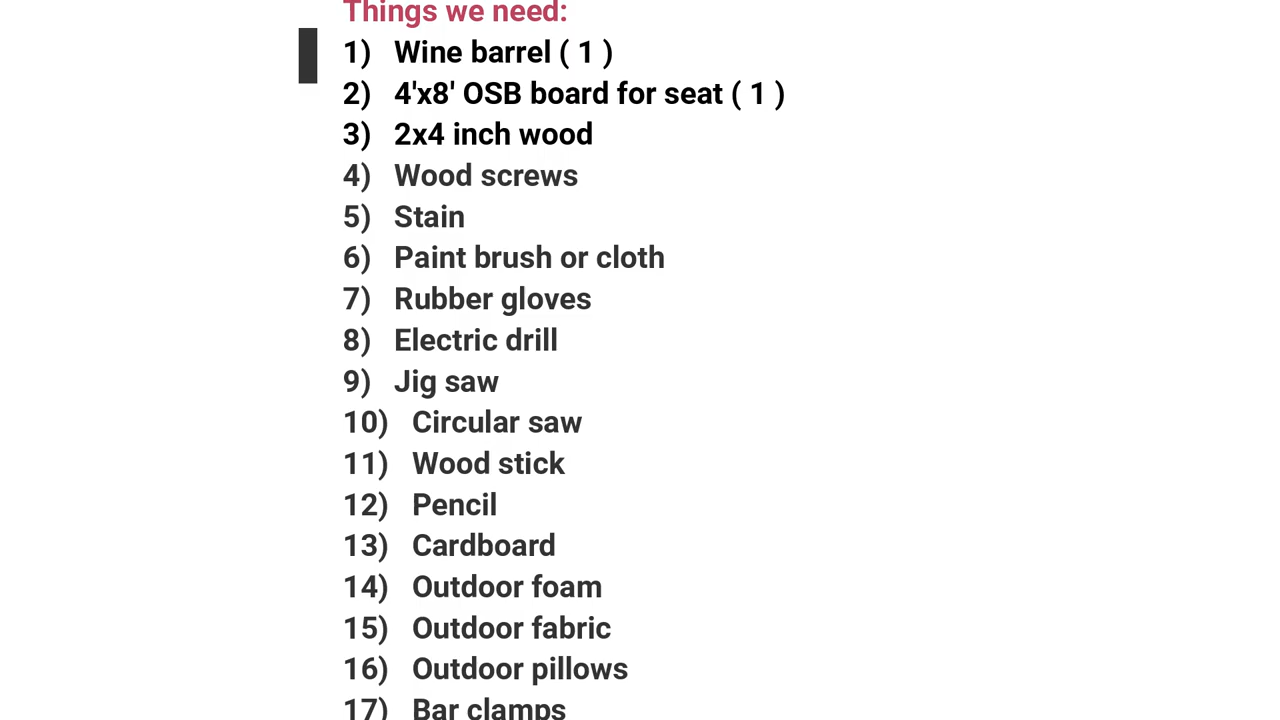 Things we need:
1) Wine barrel ( 1 )
2) 4'x8' OSB board for seat ( 1 )
3) 2x4 inch wood
4) Wood screws
5) Stain
6) Paint brush or cloth
7) Rubber gloves
8) Electric drill
9) Jig saw
10) Circular saw
11) Wood stick
12) Pencil
13) Cardboard
14) Outdoor foam
15) Outdoor fabric
16) Outdoor pillows
17) Bar clamps